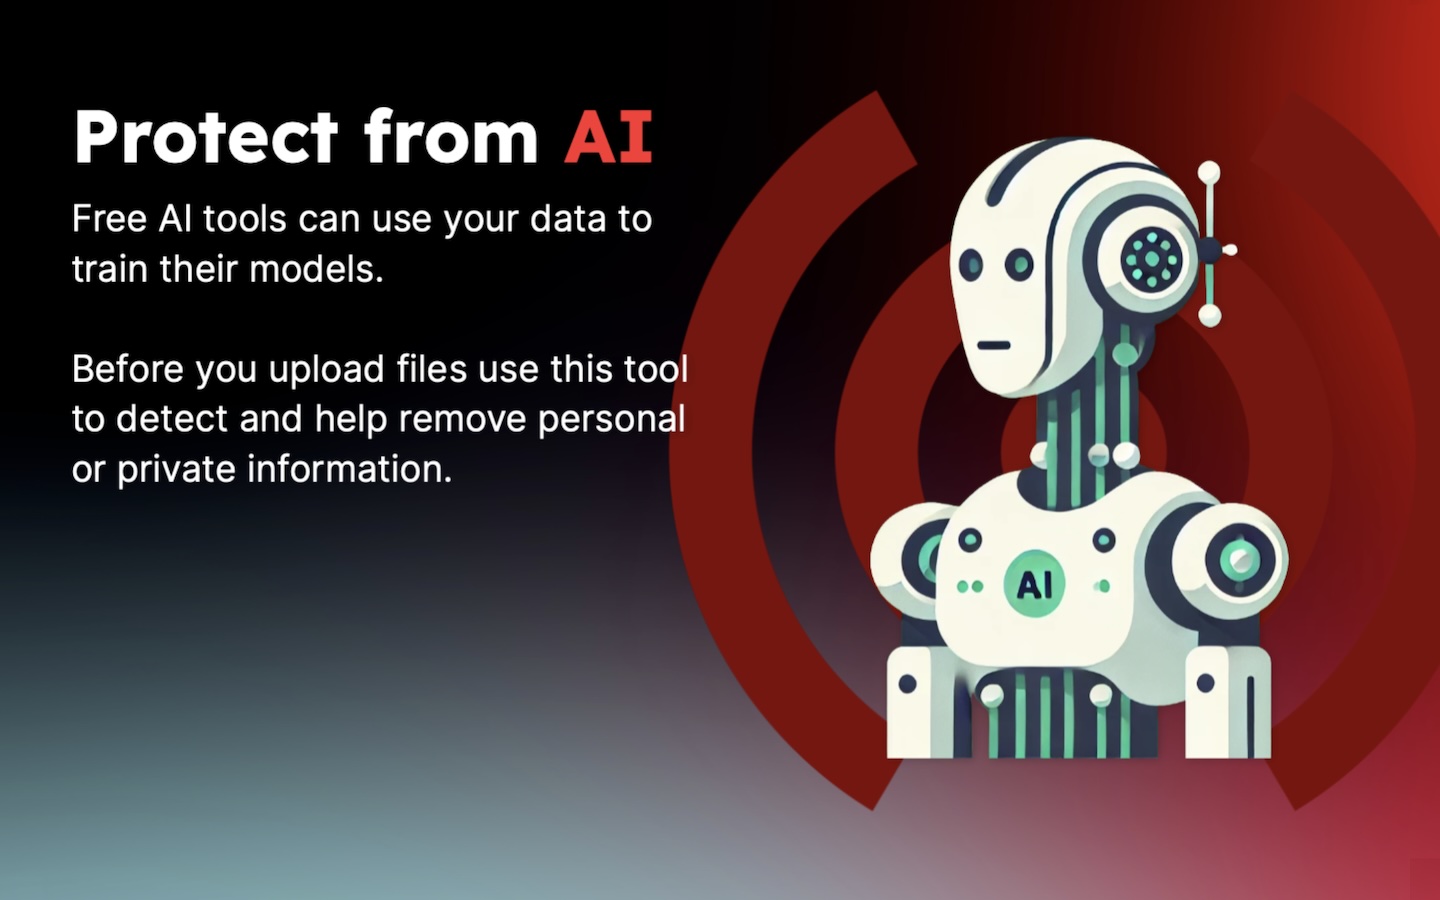 Protect from AI
Free AI tools can use your data to
train their models.
Before you upload files use this tool
to detect and help remove personal
or private information.
AI